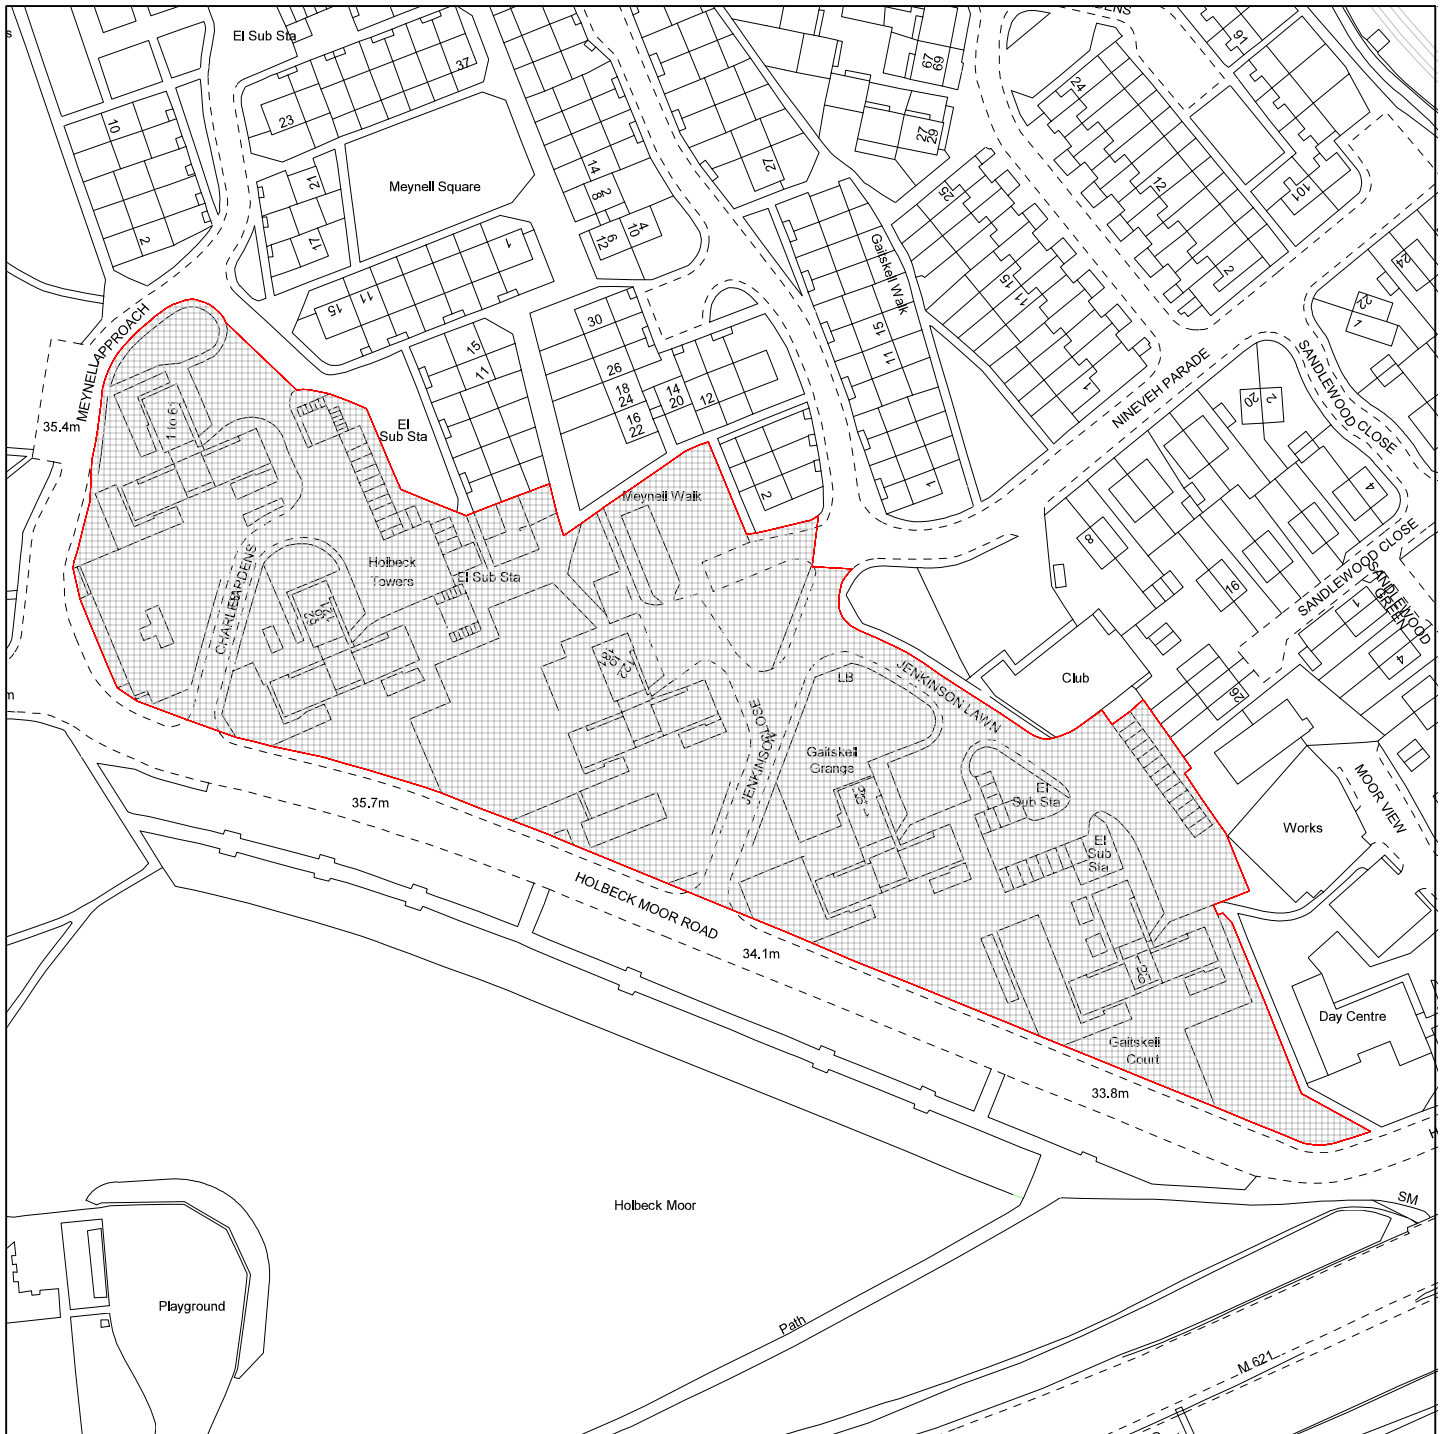 El Sub Sta
37
67
69
91
24
10
23
27
29
14
27
21
Meynell Square
2
8
25
12
101
4
10
6
12
2
17
1
Gaitskell Walk
24
2
11
15
30
22
1
MEYNELL APPROACH
15
11
15
11
15
11
26
SANDLEWOOD CLOSE
NINEVEH PARADE
18
24
14
20
12
1
20
2
1 to 6
35.4m
El
Sub Sta
16
22
4
1
2
Meynell Walk
SANDLEWOOD CLOSE
8
Holbeck
Towers
El Sub Sta
CHARLES GARDENS
16
SANDLEWOOD
GREEN
1
4
LB
JENKINSON LAWN
Club
26
JENKINSON CLOSE
Gaitskell
Grange
El
Sub Sta
MOOR VIEW
35.7m
Works
El
Sub
Sta
HOLBECK MOOR ROAD
34.1m
Day Centre
Gaitskell
Court
33.8m
Holbeck Moor
SM
Playground
Path
M 621